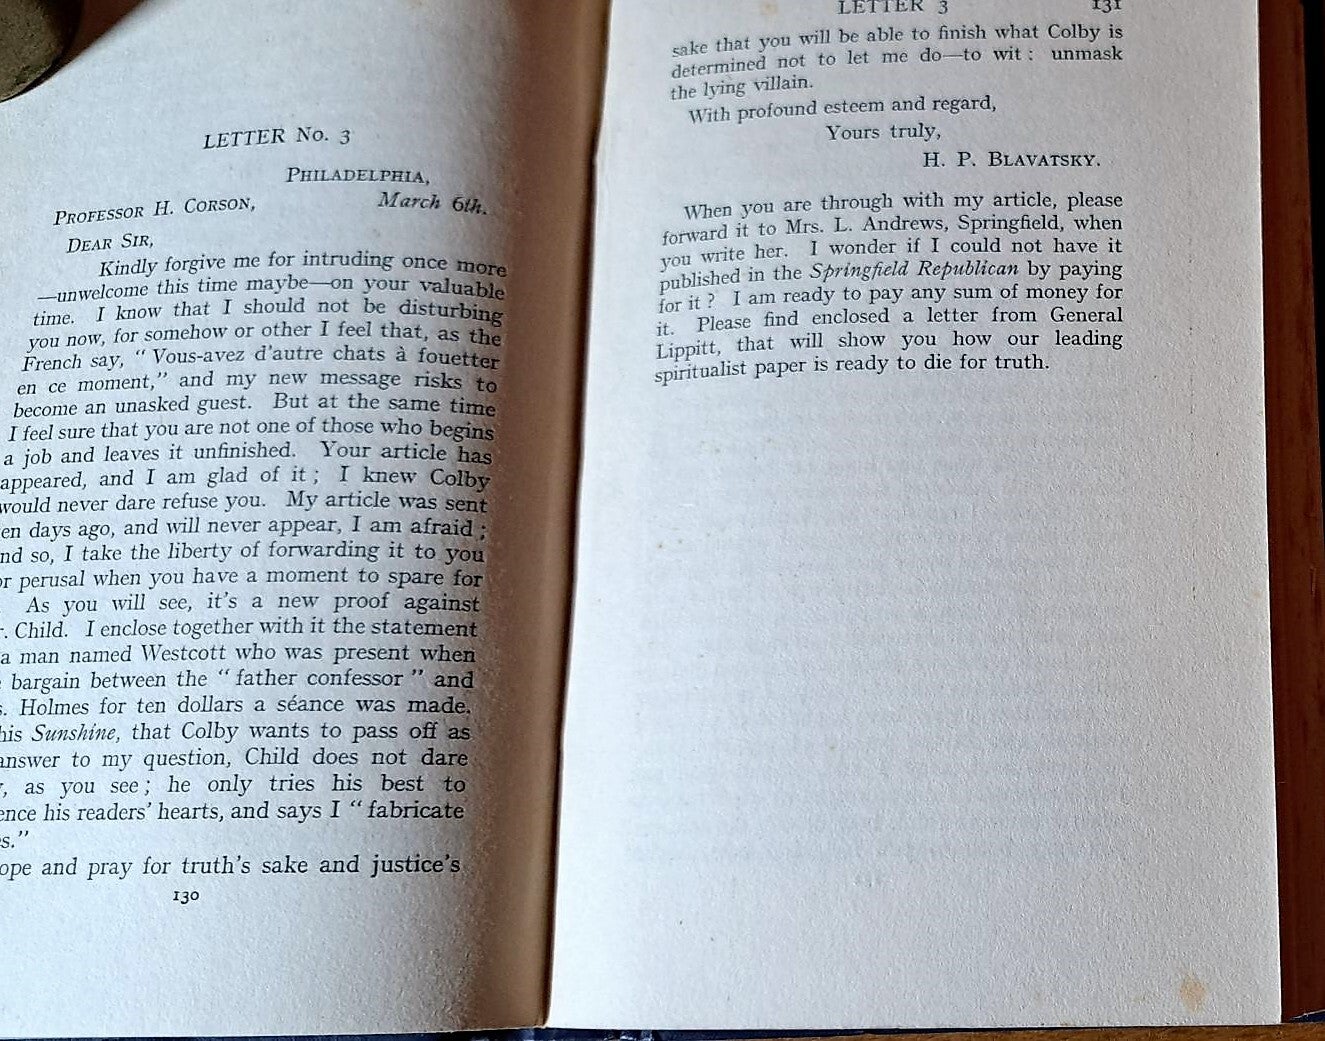 LETTER No. 3
PHILADELPHIA,
PROFESSOR H. CORSON, March 6th.
DEAR SIR,
Kindly forgive me for intruding once more
—unwelcome this time maybe—on your valuable
time. I know that I should not be disturbing
you now, for somehow or other I feel that, as the
French say, “ Vous-avez d’autre chats à fouetter
en ce moment,” and my new message risks to
become an unasked guest. But at the same time
I feel sure that you are not one of those who begins
a job and leaves it unfinished. Your article has
appeared, and I am glad of it ; I knew Colby
would never dare refuse you. My article was sent
days ago, and will never appear, I am afraid ;
so, I take the liberty of forwarding it to you
perusal when you have a moment to spare for
As you will see, it’s a new proof against
Child. I enclose together with it the statement
a man named Westcott who was present when
bargain between the “ father confessor ” and
Holmes for ten dollars a séance was made.
Sunshine, that Colby wants to pass off as
answer to my question, Child does not dare
as you see ; he only tries his best to
his readers’ hearts, and says I “ fabricate
and pray for truth’s sake and justice’s
130
LETTER 3 131
sake that you will be able to finish what Colby is
determined not to let me do—to wit : unmask
the lying villain.
With profound esteem and regard,
Yours truly,
H. P. BLAVATSKY.
When you are through with my article, please
forward it to Mrs. L. Andrews, Springfield, when
you write her. I wonder if I could not have it
published in the Springfield Republican by paying
for it ? I am ready to pay any sum of money for
it. Please find enclosed a letter from General
Lippitt, that will show you how our leading
spiritualist paper is ready to die for truth.